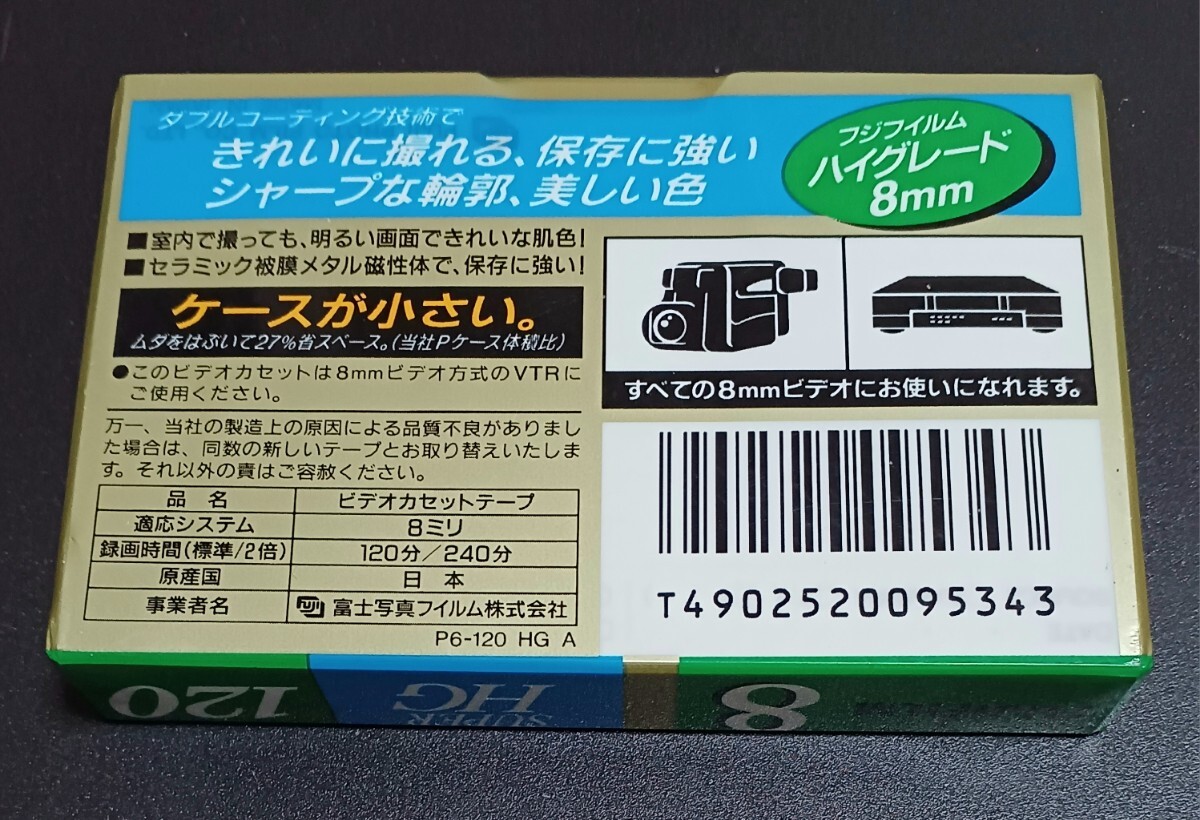 ダブルコーティング技術で
きれいに撮れる、保存に強い
シャープな輪郭、美しい色
フジフイルム
ハイグレード
8mm
■室内で撮っても、明るい画面できれいな肌色!
■セラミック被膜メタル磁性体で、保存に強い!
ケースが小さい。
ムダをはぶいて27%省スペース。(当社Pケース体積比)
●このビデオカセットは8mmビデオ方式のVTRに
ご使用ください。
すべての8mmビデオにお使いになれます。
万一、当社の製造上の原因による品質不良がありまし
た場合は、同数の新しいテープとお取り替えいたしま
す。それ以外の責はご容赦ください。
品 名 ビデオカセットテープ
適応システム 8ミリ
録画時間(標準/2倍) 120分/240分
原産国 日 本
事業者名 FUJI 富士写真フイルム株式会社
P6-120 HG A
T4902520095343
120
SUPER
HG
8